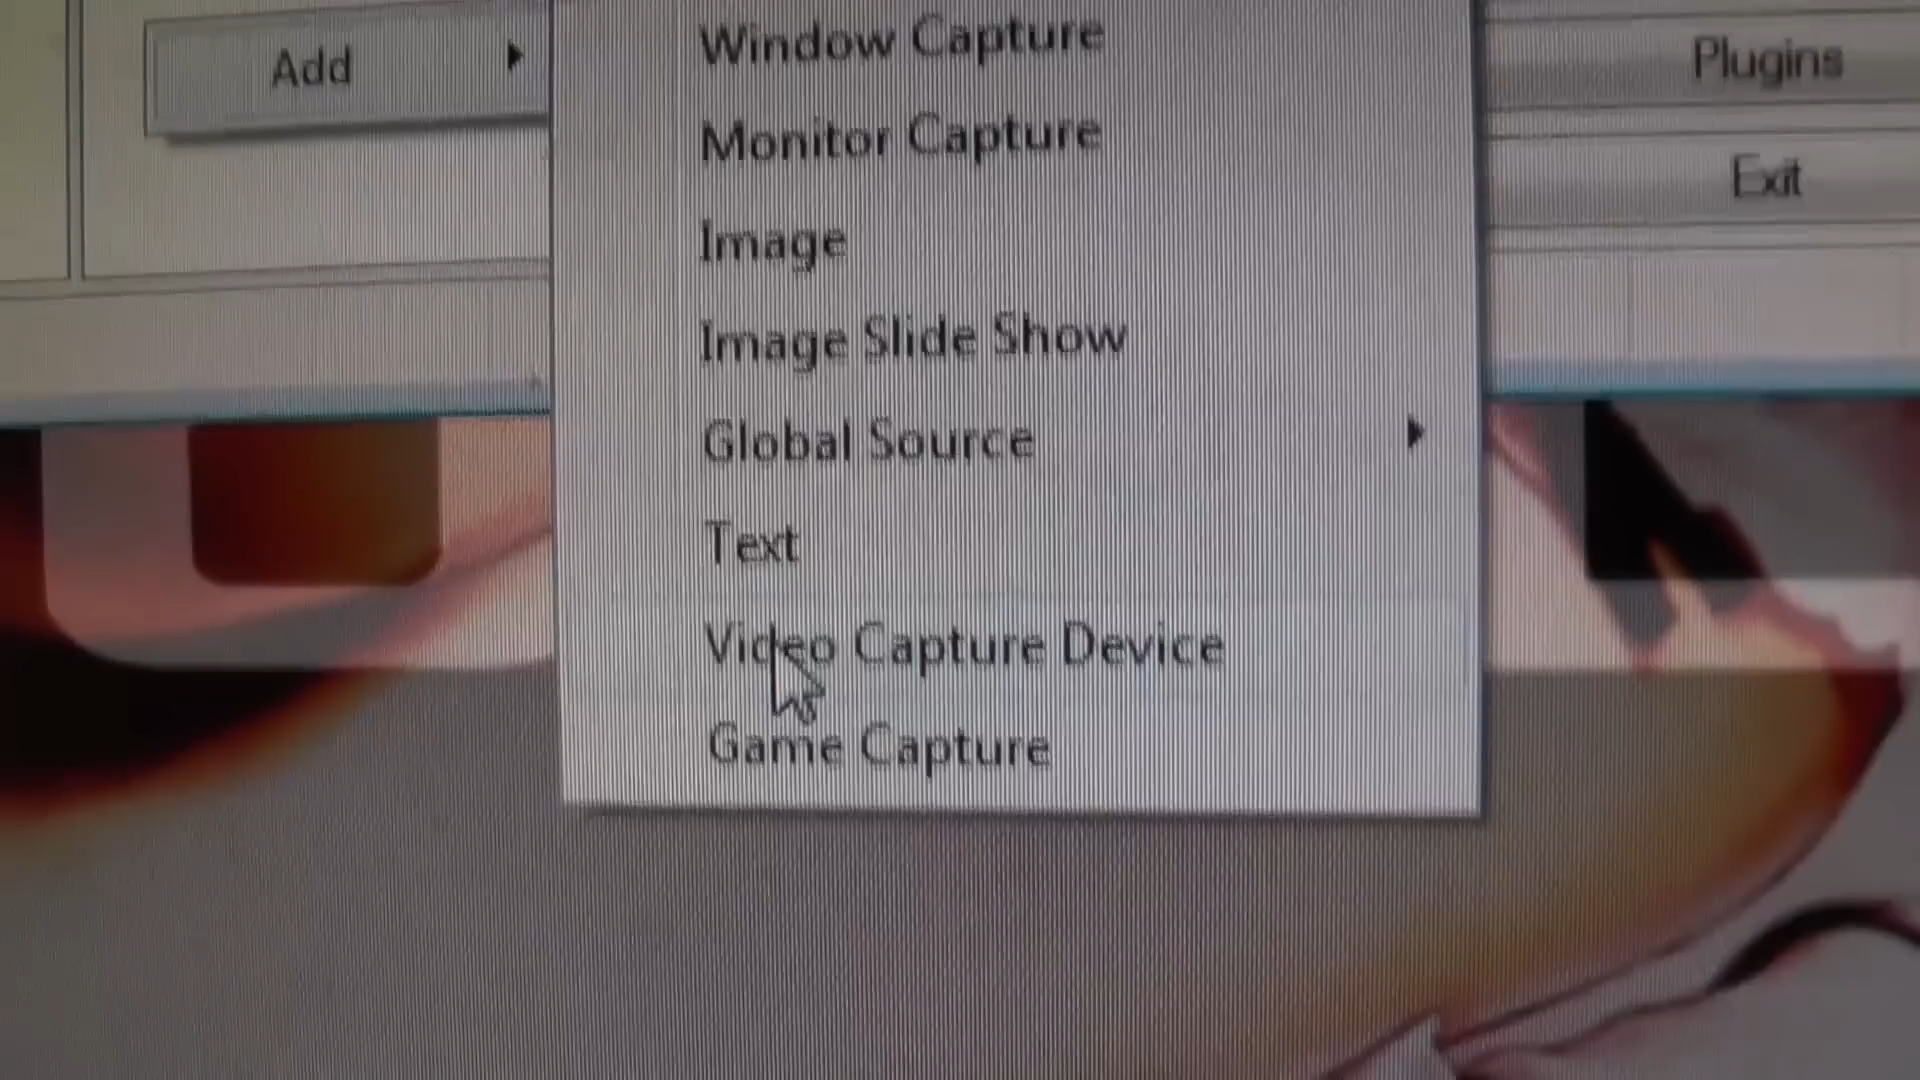 Add
Window Capture
Monitor Capture
Image
Image Slide Show
Global Source
Text
Video Capture Device
Game Capture
Plugins
Exit